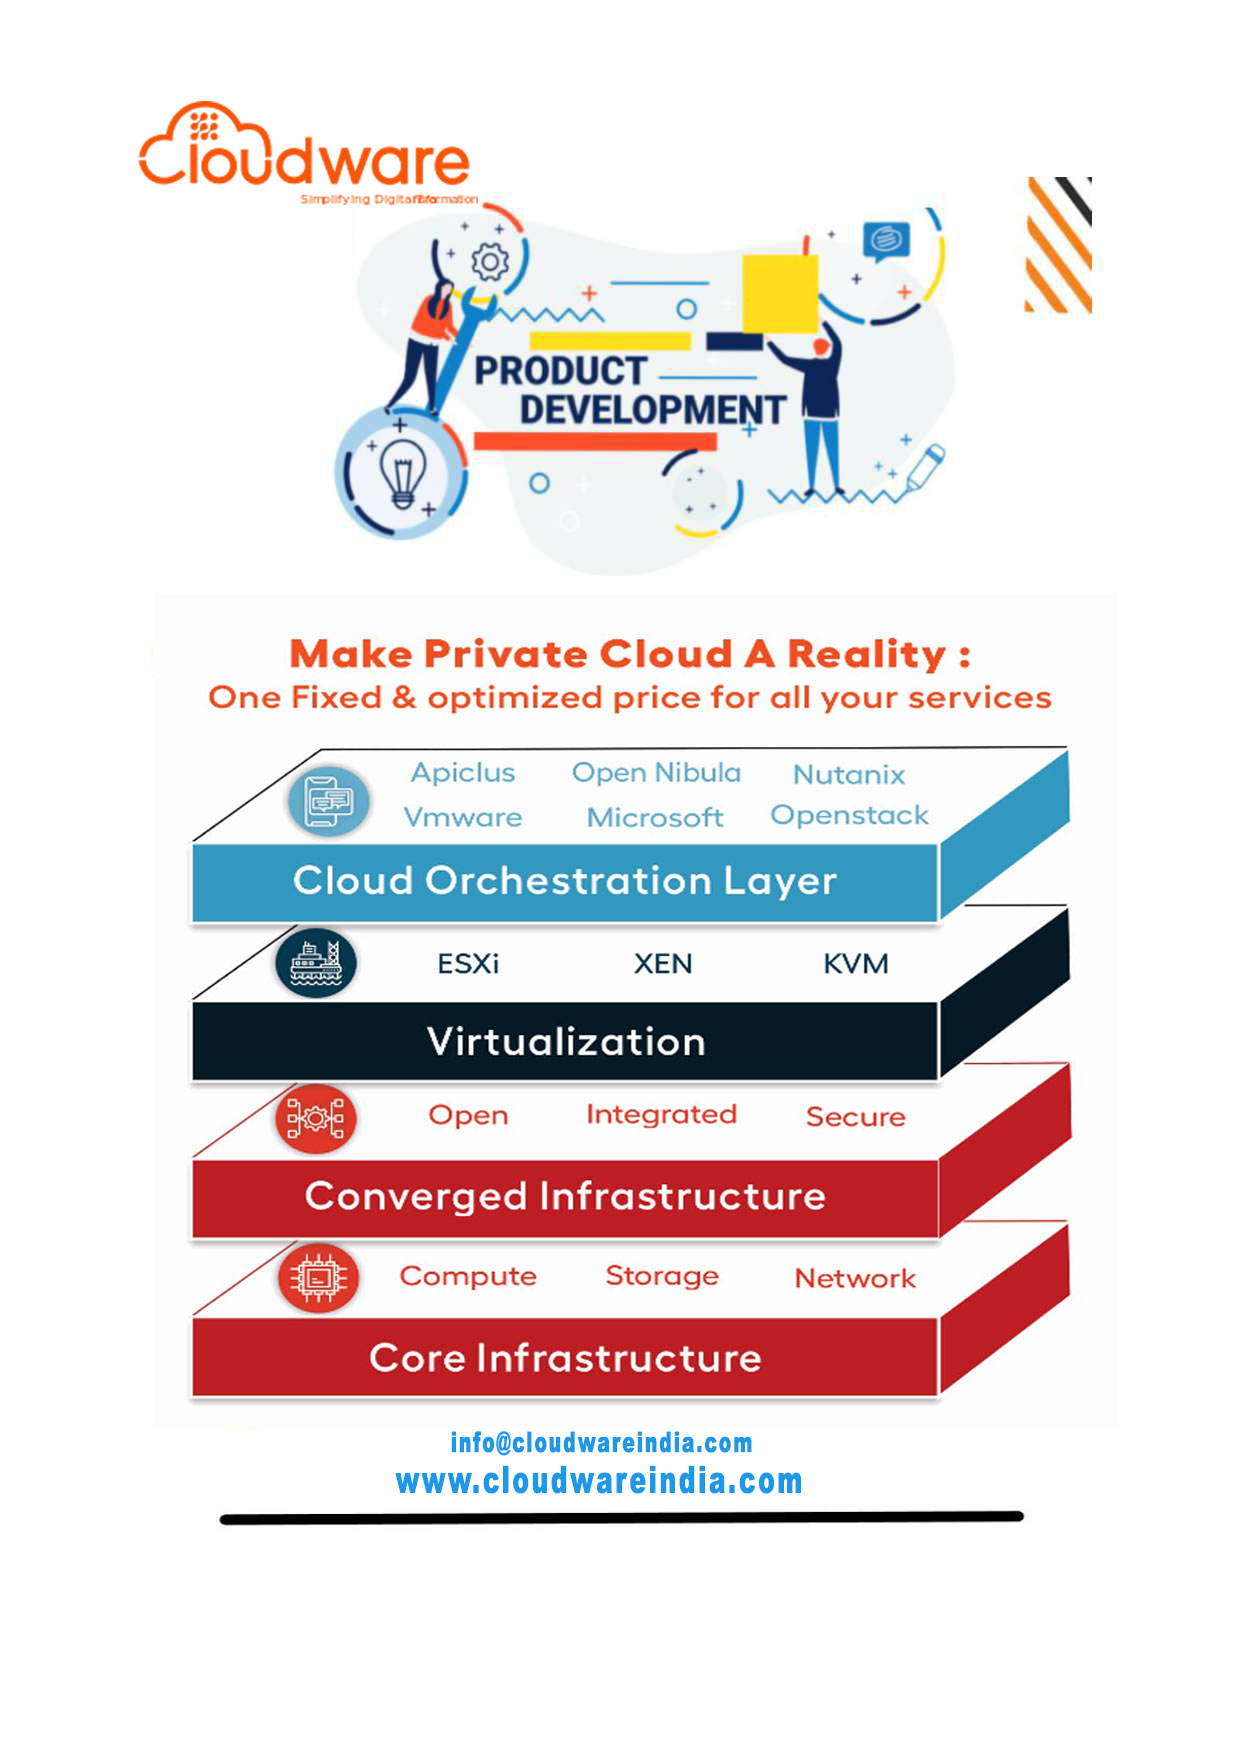 Cloudware
Simplifying Digital
PRODUCT
DEVELOPMENT
Make Private Cloud A Reality :
One Fixed & optimized price for all your services
Apiclus Open Nibula Nutanix
Vmware Microsoft Openstack
Cloud Orchestration Layer
ESXi XEN KVM
Virtualization
Open Integrated Secure
Converged Infrastructure
Compute Storage Network
Core Infrastructure
info@cloudwareindia.com
www.cloudwareindia.com